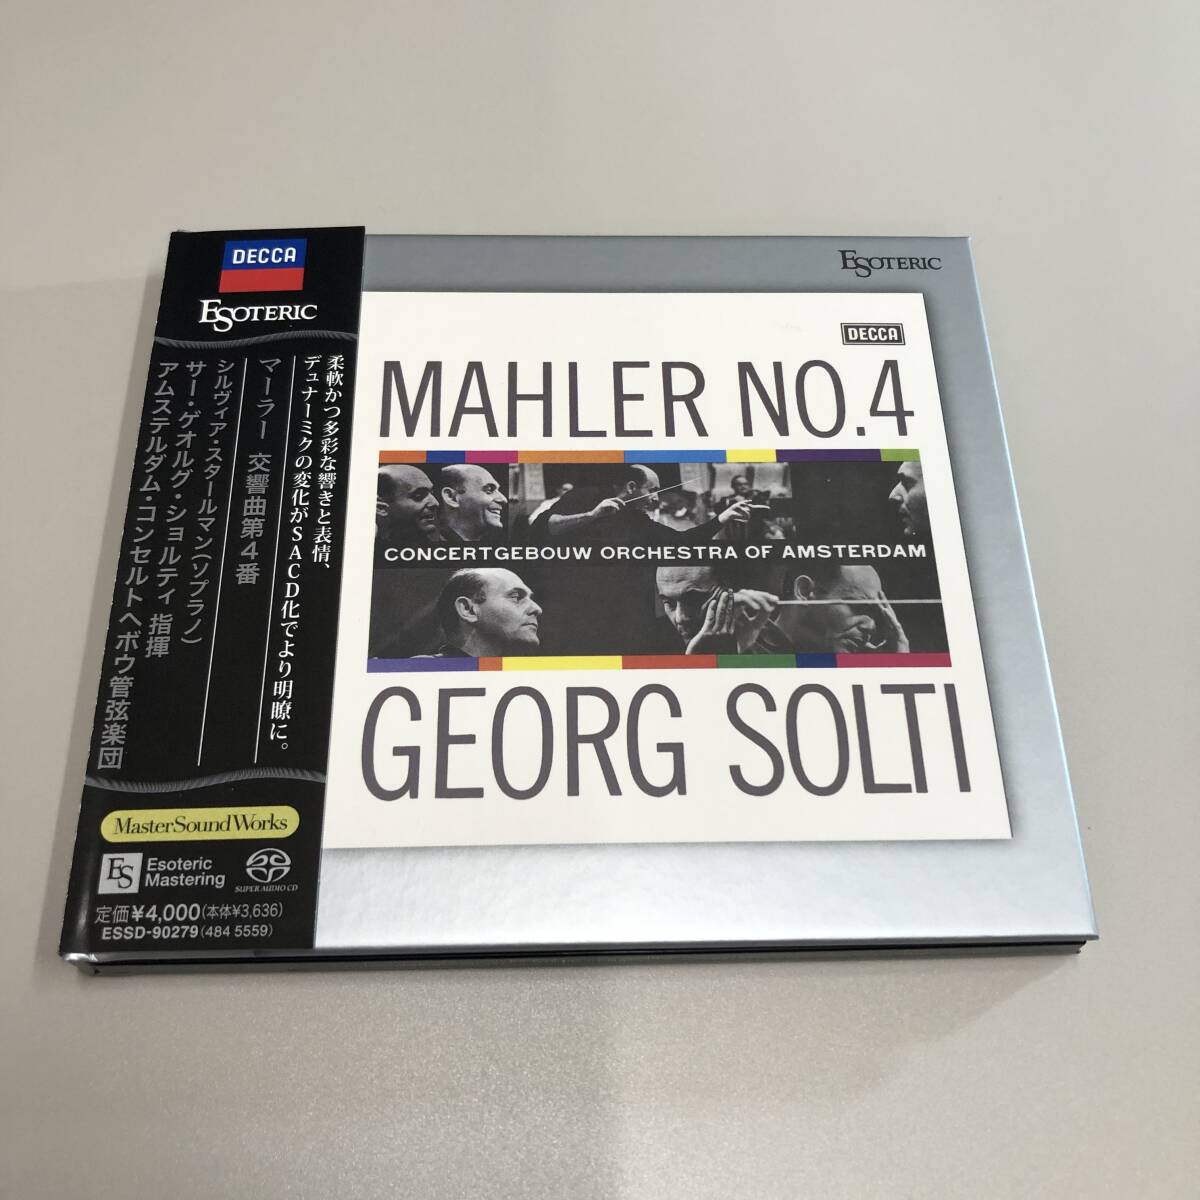 DECCA
ESOTERIC
柔軟かつ多彩な響きと表情、
デュナーミクの変化がSACD化でより明瞭に。
マーラー 交響曲第4番
シルヴィア・スタールマン(ソプラノ)
サー・ゲオルグ・ショルティ 指揮
アムステルダム・コンセルトヘボウ管弦楽団
MasterSoundWorks
ES
Esoteric
Mastering
SUPER AUDIO CD
定価¥4,000(本体¥3,636)
ESSD-90279(484 5559)
ESOTERIC
DECCA
MAHLER NO.4
CONCERTGEBOUW ORCHESTRA OF AMSTERDAM
GEORG SOLTI